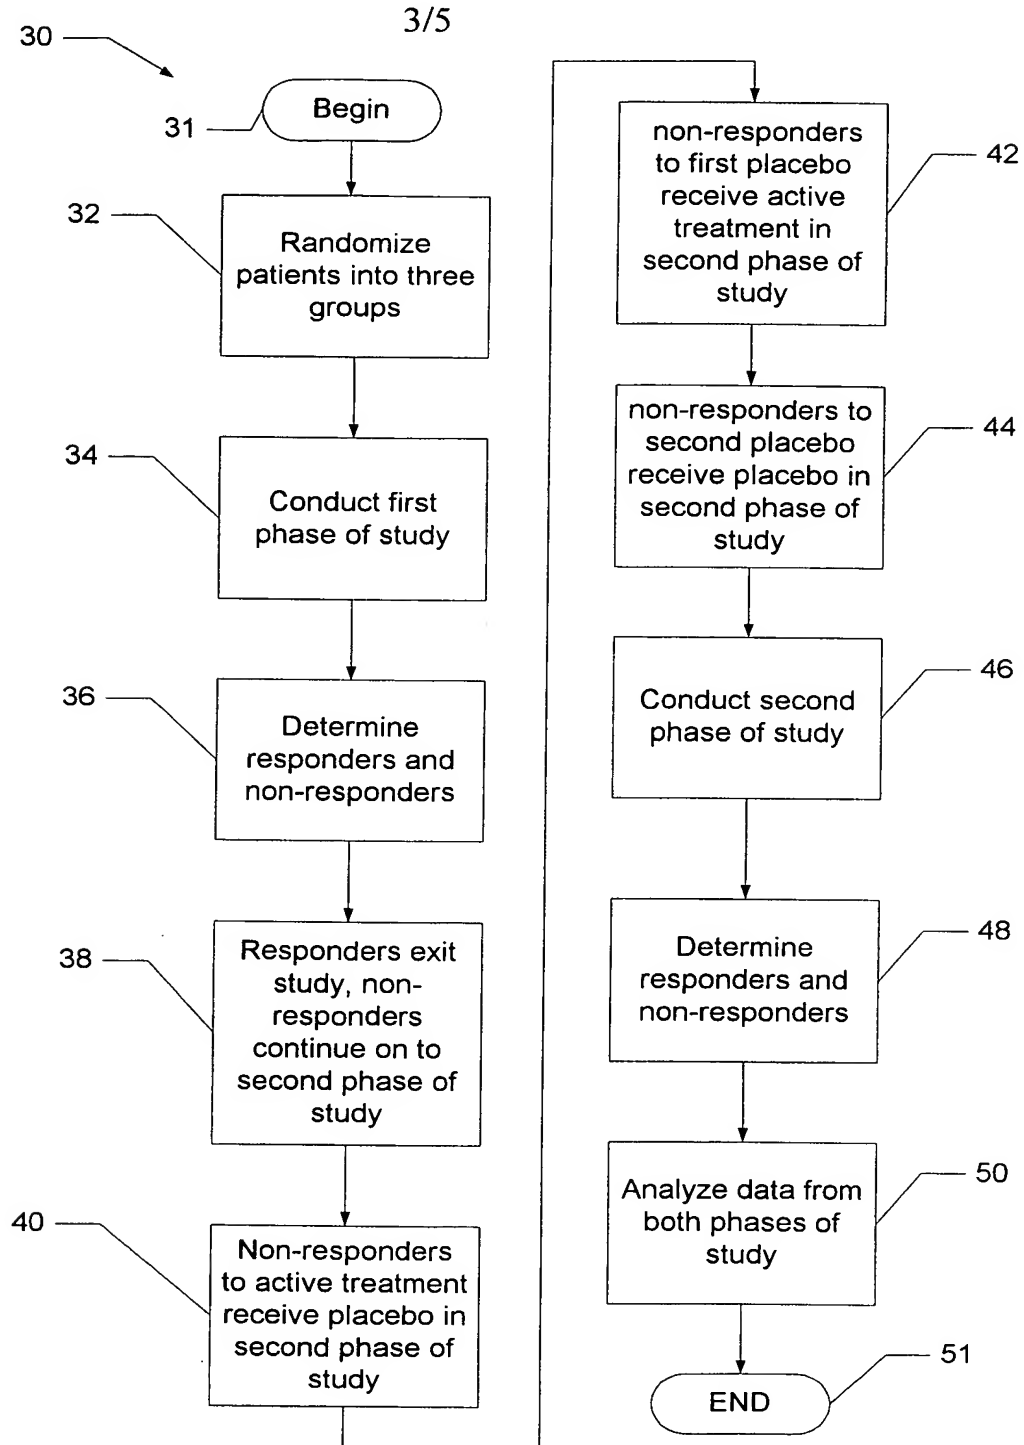 3/5
30
Begin
31
32
Randomize
patients into three
groups
34
Conduct first
phase of study
36
Determine
responders and
non-responders
38
Responders exit
study, non-
responders
continue on to
second phase of
study
40
Non-responders
to active treatment
receive placebo in
second phase of
study
non-responders
to first placebo
receive active
treatment in
second phase of
study
42
non-responders to
second placebo
receive placebo in
second phase of
study
44
Conduct second
phase of study
46
Determine
responders and
non-responders
48
Analyze data from
both phases of
study
50
END
51